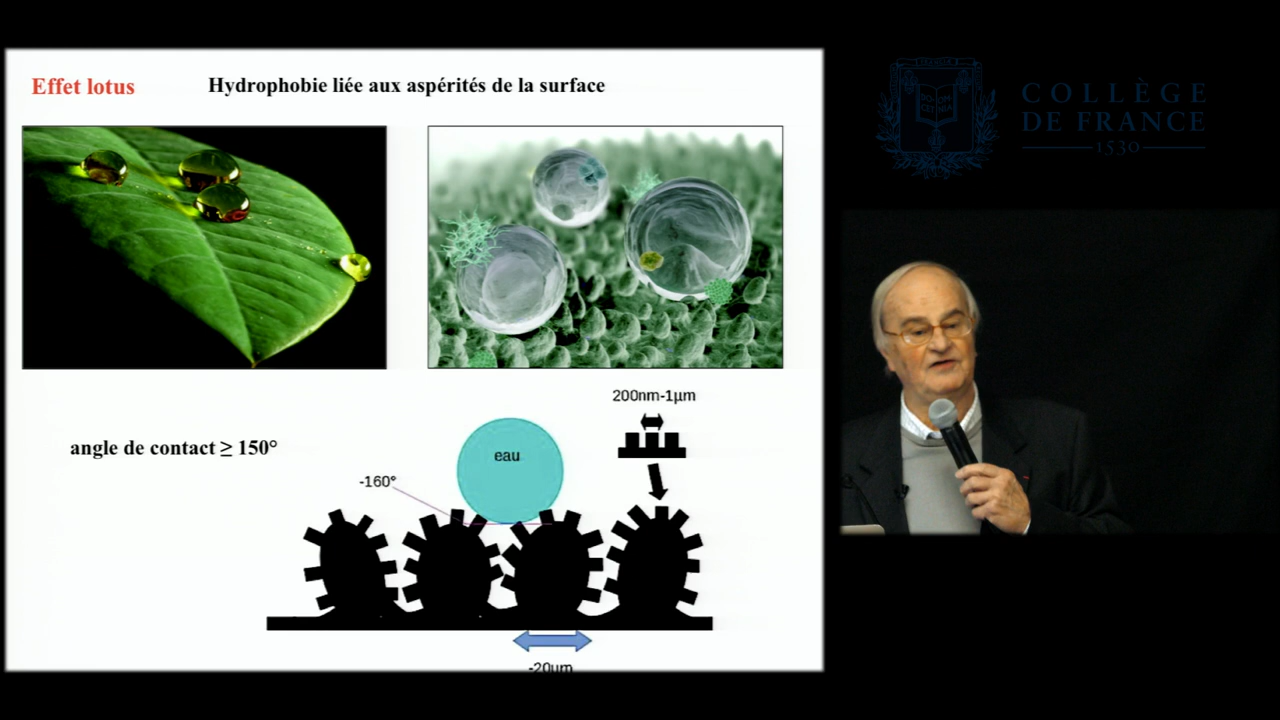 Effet lotus
Hydrophobie liée aux aspérités de la surface
COLLÈGE
DE FRANCE
1530
200nm-1µm
angle de contact ≥ 150°
eau
-160°
-20um